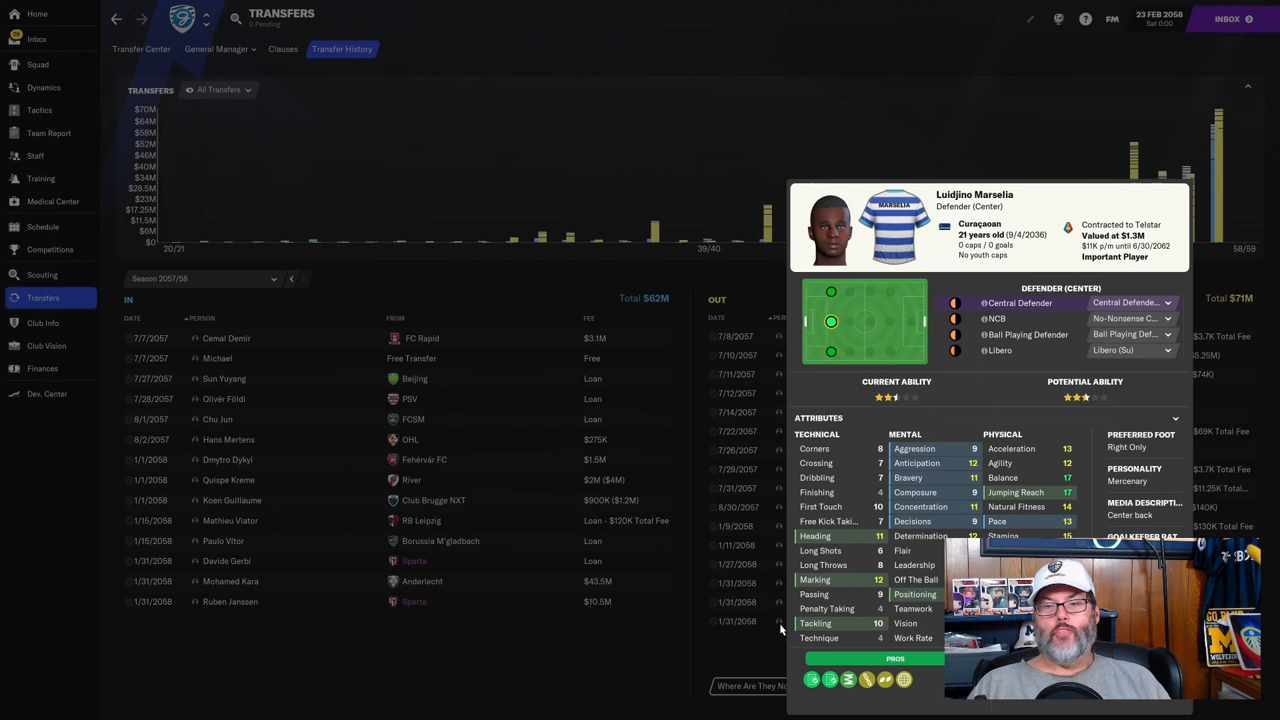 Home
Inbox
26
Squad
Dynamics
Tactics
Team Report
Staff
Training
Medical Center
Schedule
Competitions
Scouting
Transfers
Club Info
Club Vision
Finances
Dev. Center
TRANSFERS
0 Pending
FM
23 FEB 2058
Sat 0:00
INBOX
Transfer Center
General Manager
Clauses
Transfer History
TRANSFERS
All Transfers
$70M
$64M
$58M
$52M
$46M
$40M
$34M
$28.5M
$23M
$17.25M
$11.5M
$6M
$0
20/21
39/40
58/59
Season 2057/58
IN
Total $62M
DATE PERSON FROM FEE
7/7/2057 Cemal Demir FC Rapid $3.1M
7/7/2057 Michael Free Transfer Free
7/27/2057 Sun Yuyang Beijing Loan
7/28/2057 Olivér Földi PSV Loan
8/1/2057 Chu Jun FCSM Loan
8/2/2057 Hans Mertens OHL $275K
1/1/2058 Dmytro Dykyi Fehérvár FC $1.5M
1/1/2058 Quispe Kreme River $2M ($4M)
1/1/2058 Koen Guillaume Club Brugge NXT $900K ($1.2M)
1/15/2058 Mathieu Viator RB Leipzig Loan - $120K Total Fee
1/15/2058 Paulo Vítor Borussia M'gladbach Loan
1/31/2058 Davide Gerbi Sparta Loan
1/31/2058 Mohamed Kara Anderlecht $43.5M
1/31/2058 Ruben Janssen Sparta $10.5M
OUT
Total $71M
DATE
7/8/2057
7/10/2057
7/11/2057
7/12/2057
7/14/2057
7/22/2057
7/26/2057
7/29/2057
7/31/2057
8/30/2057
1/9/2058
1/11/2058
1/27/2058
1/31/2058
1/31/2058
1/31/2058
Where Are They No
$3.7K Total Fee
$5.25M)
$74K)
$69K Total Fee
$3.7K Total Fee
$11.25K Tot...
$140K)
$130K Total Fee
MARSELIA
Luidjino Marselia
Defender (Center)
Curaçaoan
21 years old (9/4/2036)
0 caps / 0 goals
No youth caps
Contracted to Telstar
Valued at $1.3M
$11K p/m until 6/30/2062
Important Player
DEFENDER (CENTER)
Central Defender Central Defende...
NCB No-Nonsense C...
Ball Playing Defender Ball Playing Def...
Libero Libero (Su)
CURRENT ABILITY
POTENTIAL ABILITY
ATTRIBUTES
TECHNICAL
Corners 8
Crossing 7
Dribbling 7
Finishing 4
First Touch 10
Free Kick Taki... 7
Heading 11
Long Shots 6
Long Throws 8
Marking 12
Passing 9
Penalty Taking 4
Tackling 10
Technique 4
MENTAL
Aggression 9
Anticipation 12
Bravery 11
Composure 9
Concentration 11
Decisions 9
Determination 12
Flair
Leadership
Off The Ball
Positioning
Teamwork
Vision
Work Rate
PHYSICAL
Acceleration 13
Agility 12
Balance 17
Jumping Reach 17
Natural Fitness 14
Pace 13
Stamina 15
PREFERRED FOOT
Right Only
PERSONALITY
Mercenary
MEDIA DESCRIPTI...
Center back
PROS